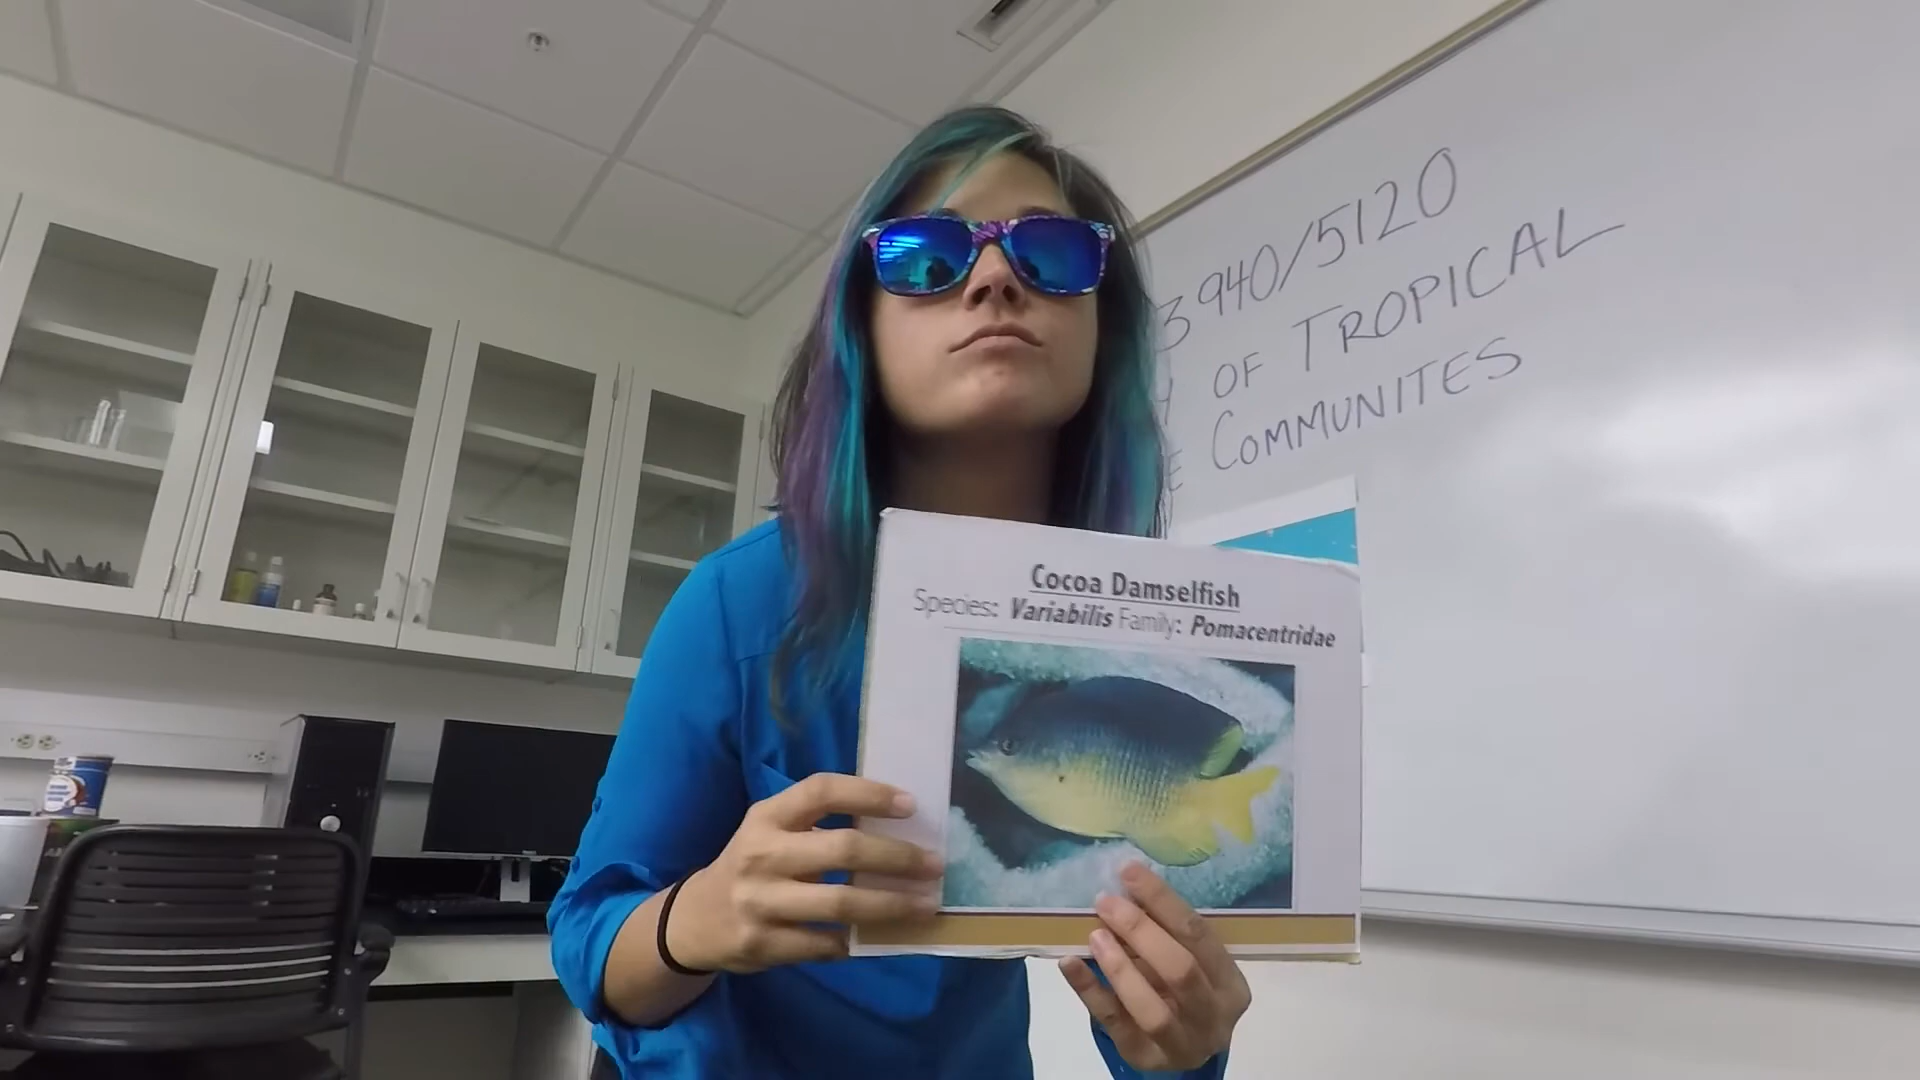 3940/5120
OF TROPICAL
COMMUNITES
Cocoa Damselfish
Species: Variabilis Family: Pomacentridae